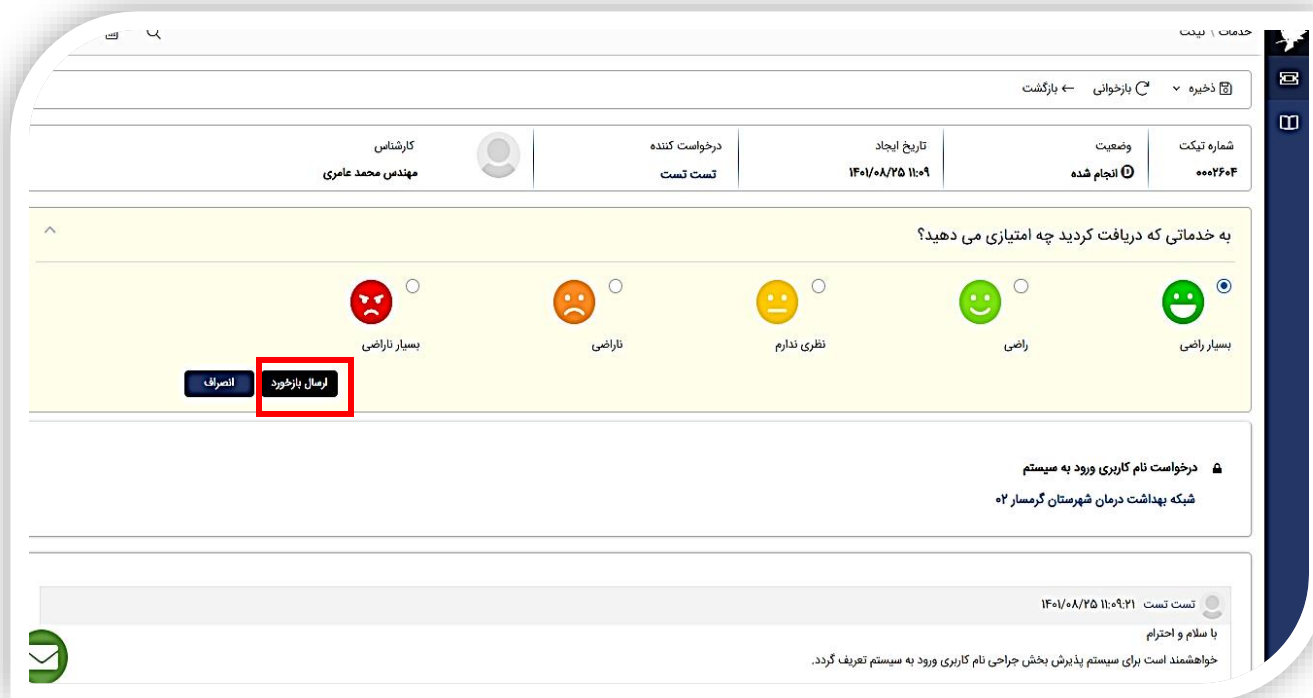 خدمات \ تیکت
ذخیره بازخوانی بازگشت
شماره تیکت وضعیت تاریخ ایجاد درخواست کننده کارشناس
۰۰۰۲۶۰۴ D انجام شده ۱۴۰۱/۰۸/۲۵ ۱۱:۰۹ تست تست مهندس محمد عامری
به خدماتی که دریافت کردید چه امتیازی می دهید؟
بسیار راضی راضی نظری ندارم ناراضی بسیار ناراضی
ارسال بازخورد انصراف
درخواست نام کاربری ورود به سیستم
شبکه بهداشت درمان شهرستان گرمسار ۰۲
تست تست ۱۴۰۱/۰۸/۲۵ ۱۱:۰۹:۲۱
با سلام و احترام
خواهشمند است برای سیستم پذیرش بخش جراحی نام کاربری ورود به سیستم تعریف گردد.